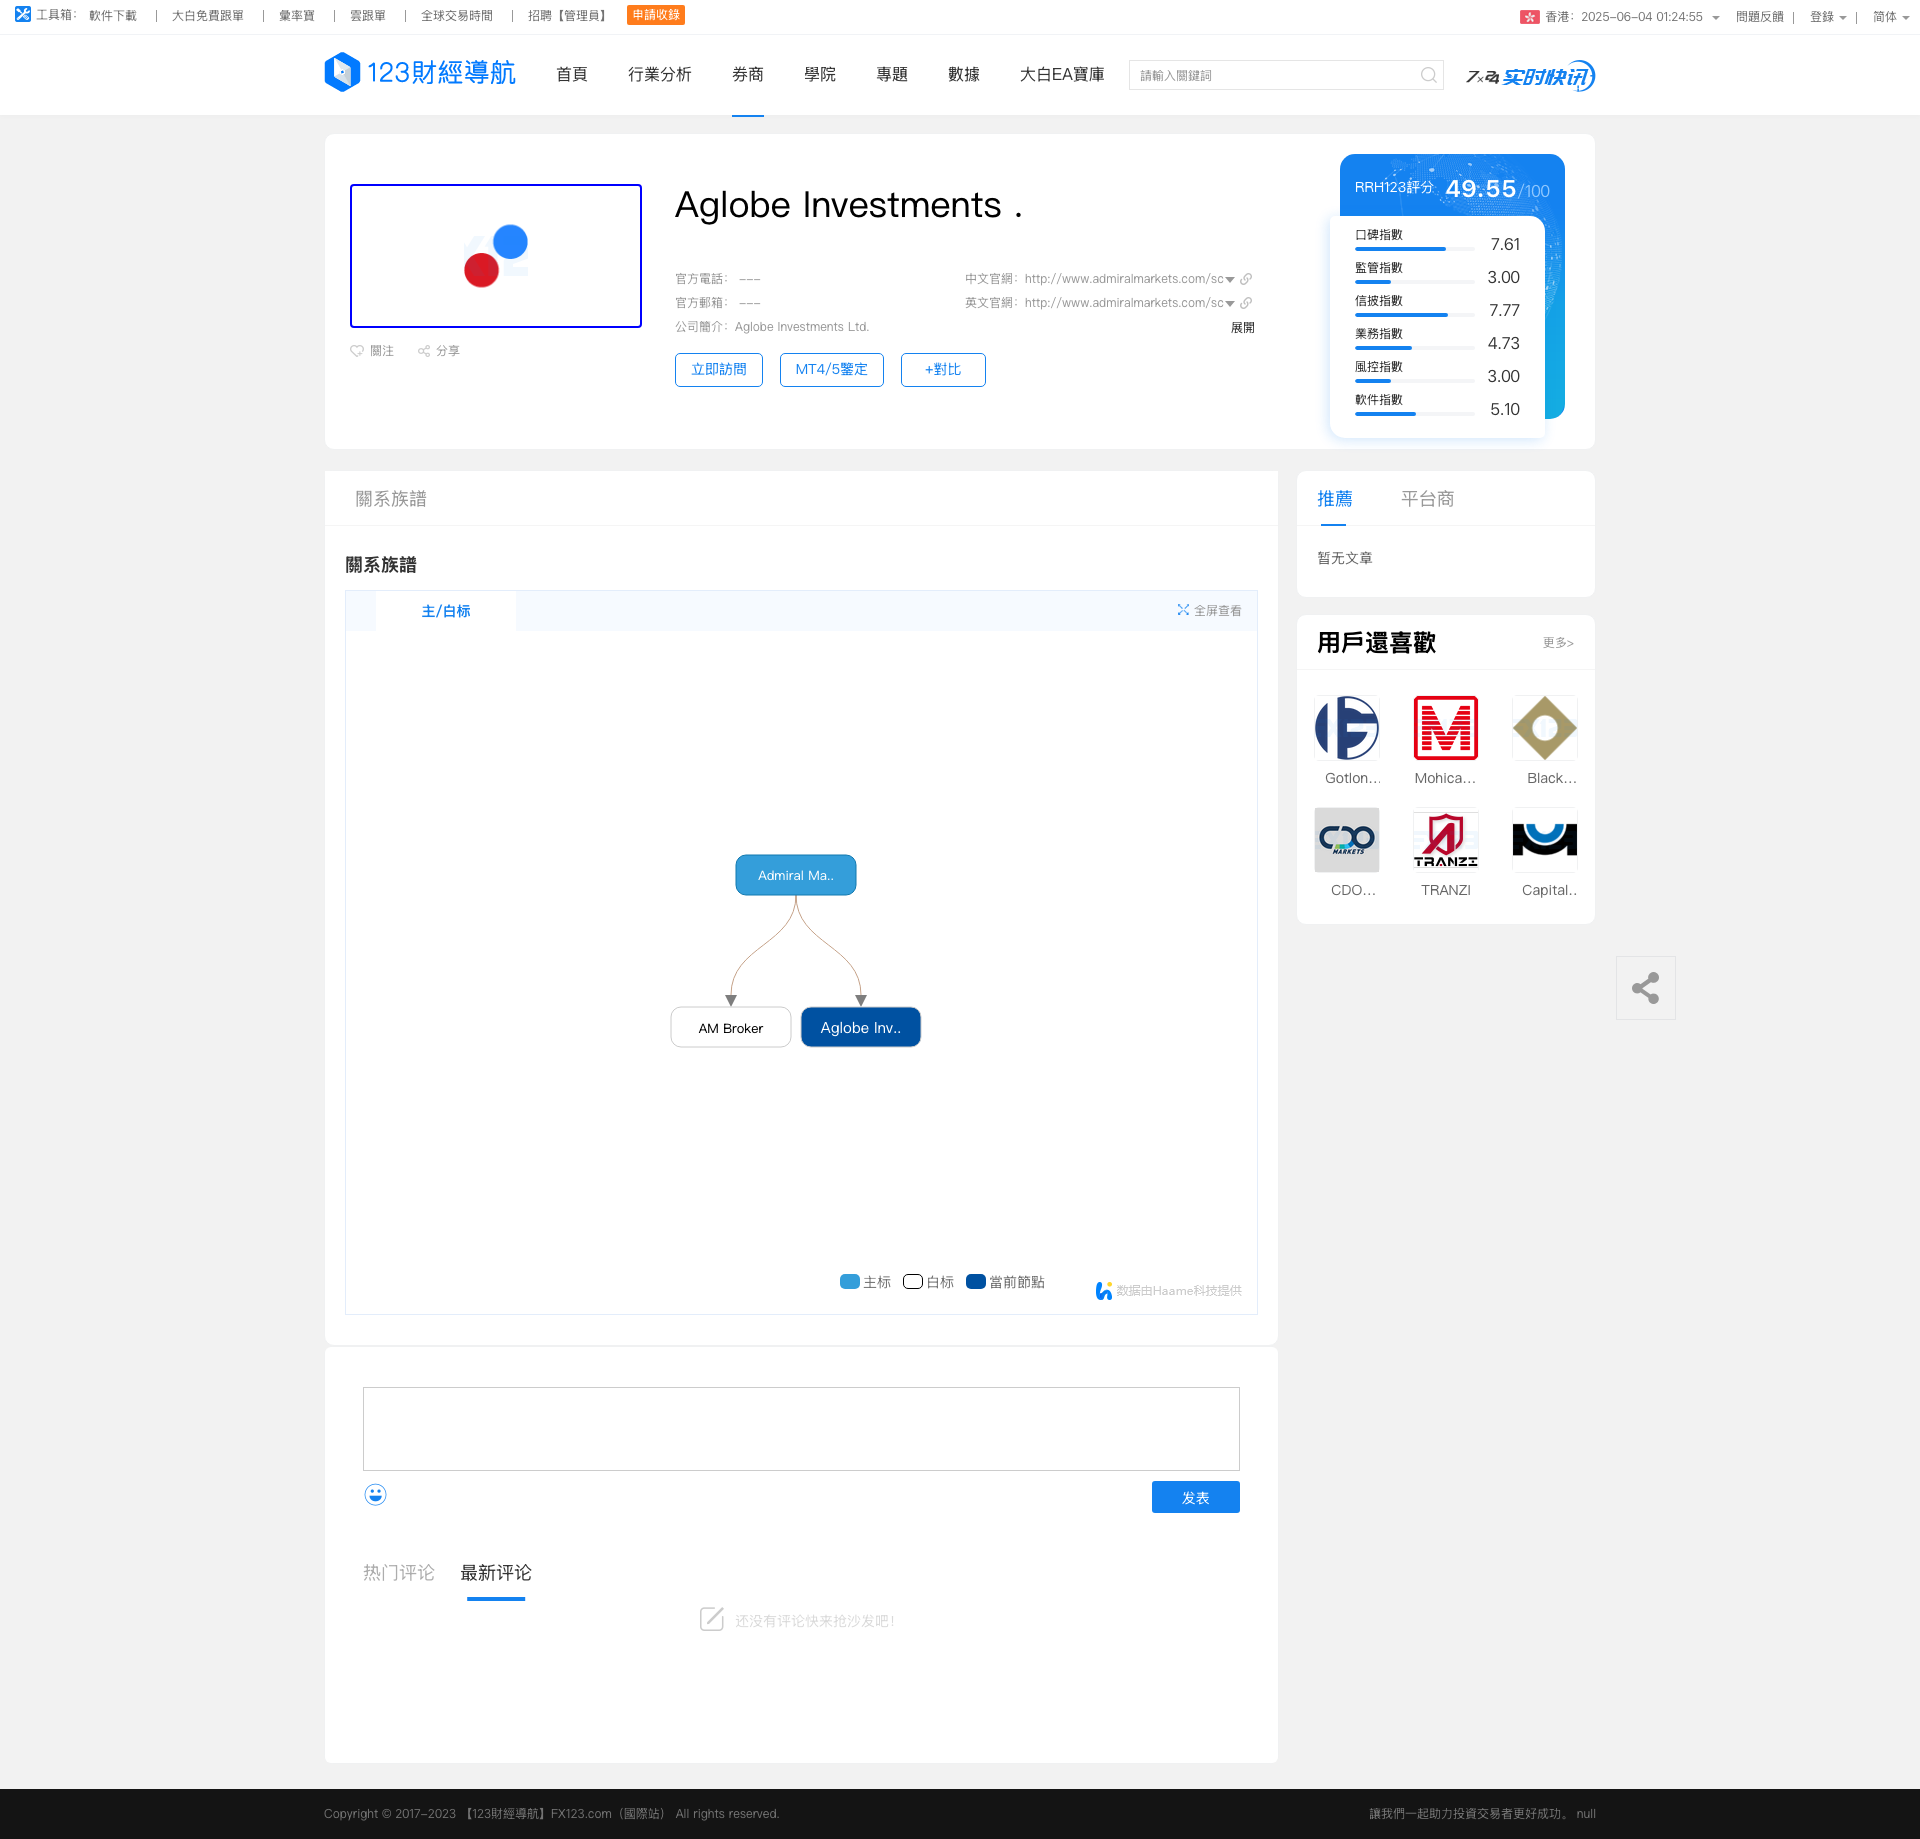 工具箱： 軟件下載 | 大白免費跟單 | 彙率寶 | 雲跟單 | 全球交易時間 | 招聘【管理員】 申請收錄
香港： 2025-06-04 01:24:55 問題反饋 | 登錄 | 简体
123財經導航 首頁 行業分析 券商 學院 專題 數據 大白EA寶庫 請輸入關鍵詞 7×24实时快讯
Aglobe Investments .
RRH123評分 49.55/100
口碑指數 7.61
監管指數 3.00
信披指數 7.77
業務指數 4.73
風控指數 3.00
軟件指數 5.10
官方電話： --- 中文官網：http://www.admiralmarkets.com/sc
官方郵箱： --- 英文官網：http://www.admiralmarkets.com/sc
公司簡介：Aglobe Investments Ltd. 展開
關注 分享
立即訪問 MT4/5鑒定 +對比
關系族譜
推薦 平台商
暂无文章
關系族譜
主/白标 全屏查看
用戶還喜歡 更多>
Gotlon... Mohica... Black...
CDO MARKETS TRANZI
CDO... TRANZI Capital..
Admiral Ma..
AM Broker Aglobe Inv..
主标 白标 當前節點 数据由Haame科技提供
发表
热门评论 最新评论
还没有评论快来抢沙发吧！
Copyright © 2017-2023 【123財經導航】FX123.com（國際站） All rights reserved. 讓我們一起助力投資交易者更好成功。 null